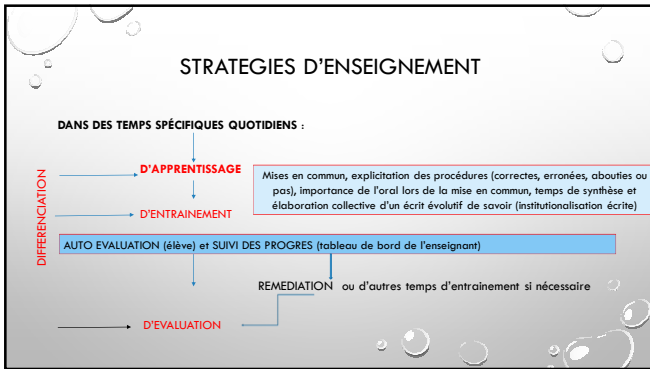 STRATEGIES D'ENSEIGNEMENT
DANS DES TEMPS SPÉCIFIQUES QUOTIDIENS :
DIFFERENCIATION
D'APPRENTISSAGE
Mises en commun, explicitation des procédures (correctes, erronées, abouties ou
pas), importance de l'oral lors de la mise en commun, temps de synthèse et
élaboration collective d'un écrit évolutif de savoir (institutionalisation écrite)
D'ENTRAINEMENT
AUTO EVALUATION (élève) et SUIVI DES PROGRES (tableau de bord de l'enseignant)
REMEDIATION ou d'autres temps d'entrainement si nécessaire
D'EVALUATION